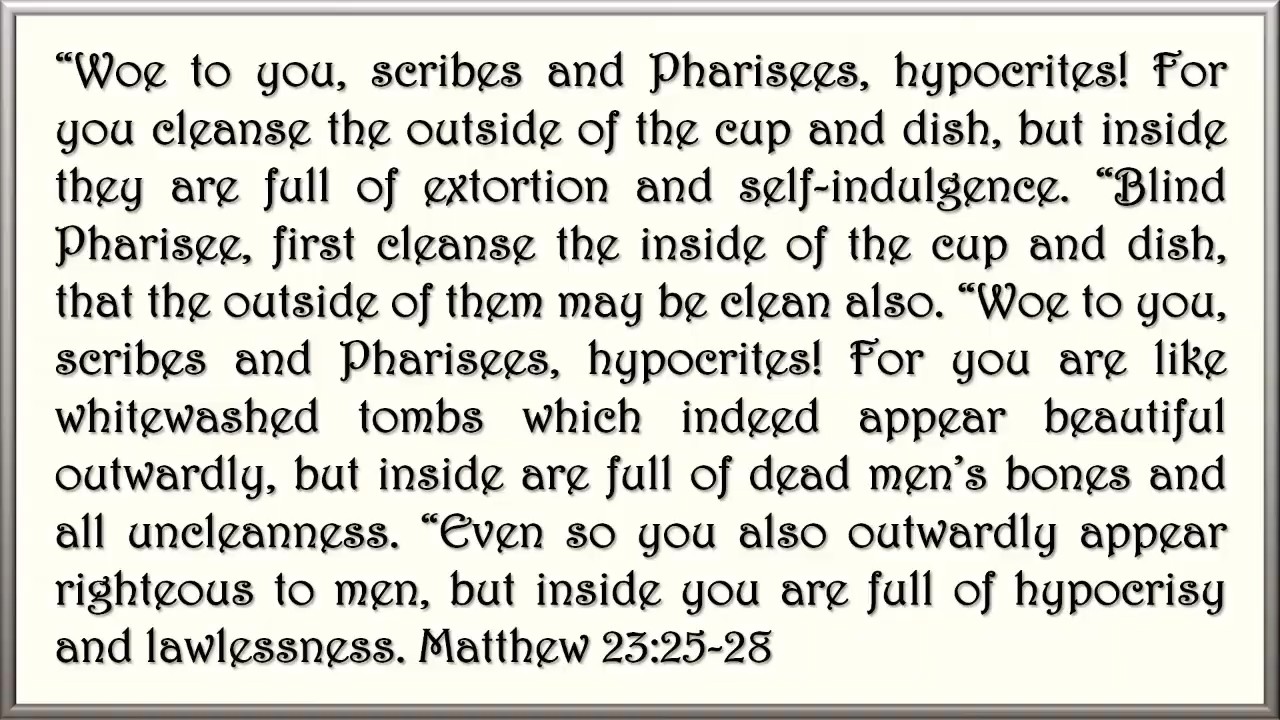 “Woe to you, scribes and Pharisees, hypocrites! For
you cleanse the outside of the cup and dish, but inside
they are full of extortion and self-indulgence. “Blind
Pharisee, first cleanse the inside of the cup and dish,
that the outside of them may be clean also. “Woe to you,
scribes and Pharisees, hypocrites! For you are like
whitewashed tombs which indeed appear beautiful
outwardly, but inside are full of dead men’s bones and
all uncleanness. “Even so you also outwardly appear
righteous to men, but inside you are full of hypocrisy
and lawlessness. Matthew 23:25-28